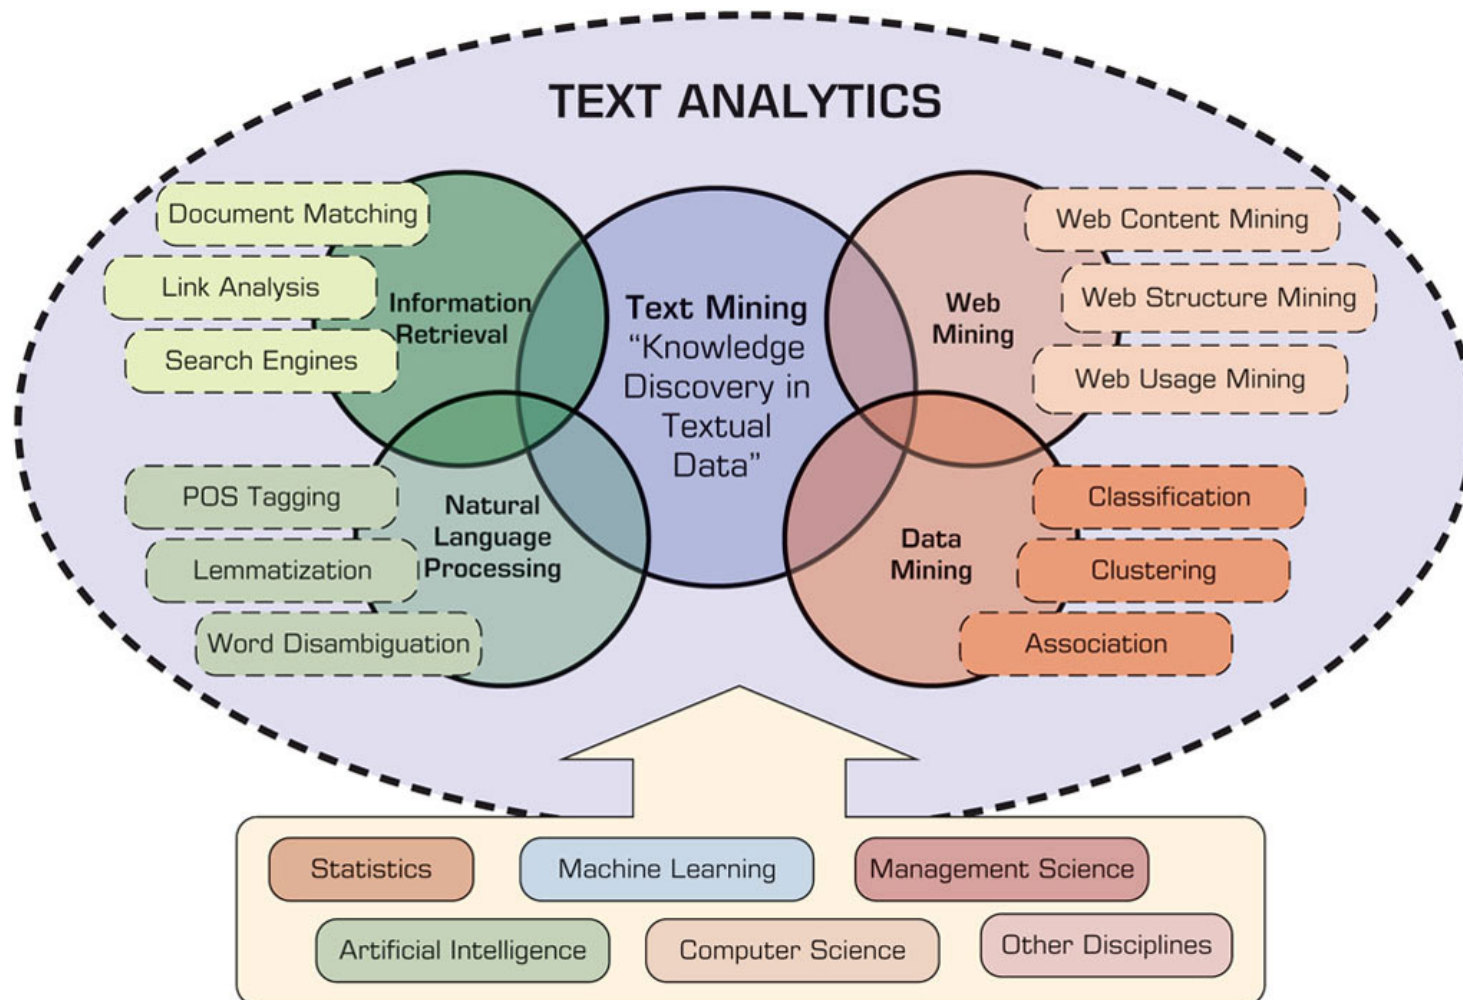 TEXT ANALYTICS
Document Matching
Link Analysis
Search Engines
Information
Retrieval
POS Tagging
Lemmatization
Word Disambiguation
Natural
Language
Processing
Text Mining
“Knowledge
Discovery in
Textual
Data”
Web
Mining
Web Content Mining
Web Structure Mining
Web Usage Mining
Data
Mining
Classification
Clustering
Association
Statistics
Machine Learning
Management Science
Artificial Intelligence
Computer Science
Other Disciplines